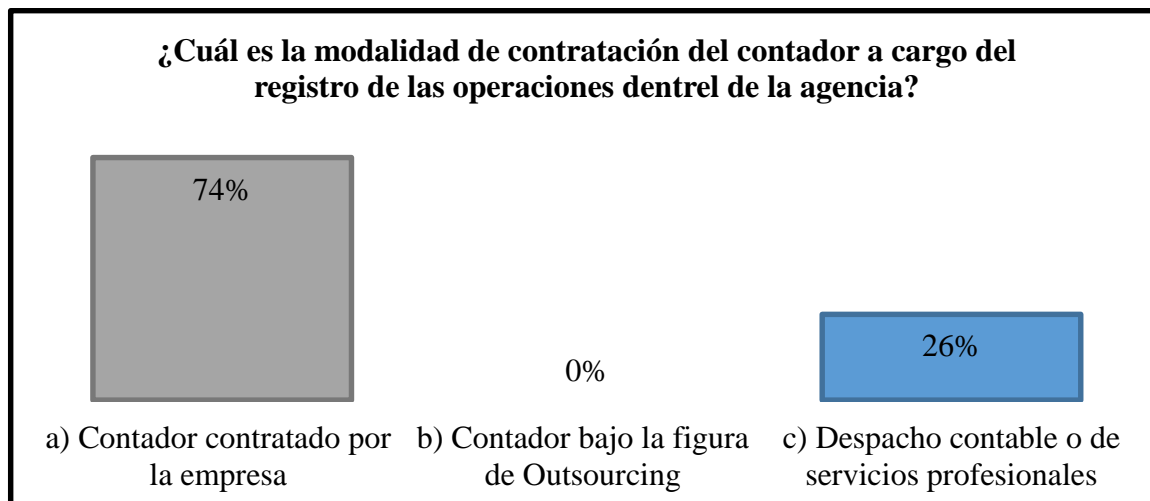 ¿Cuál es la modalidad de contratación del contador a cargo del
registro de las operaciones dentrel de la agencia?
74%
0%
26%
a) Contador contratado por
la empresa
b) Contador bajo la figura
de Outsourcing
c) Despacho contable o de
servicios profesionales